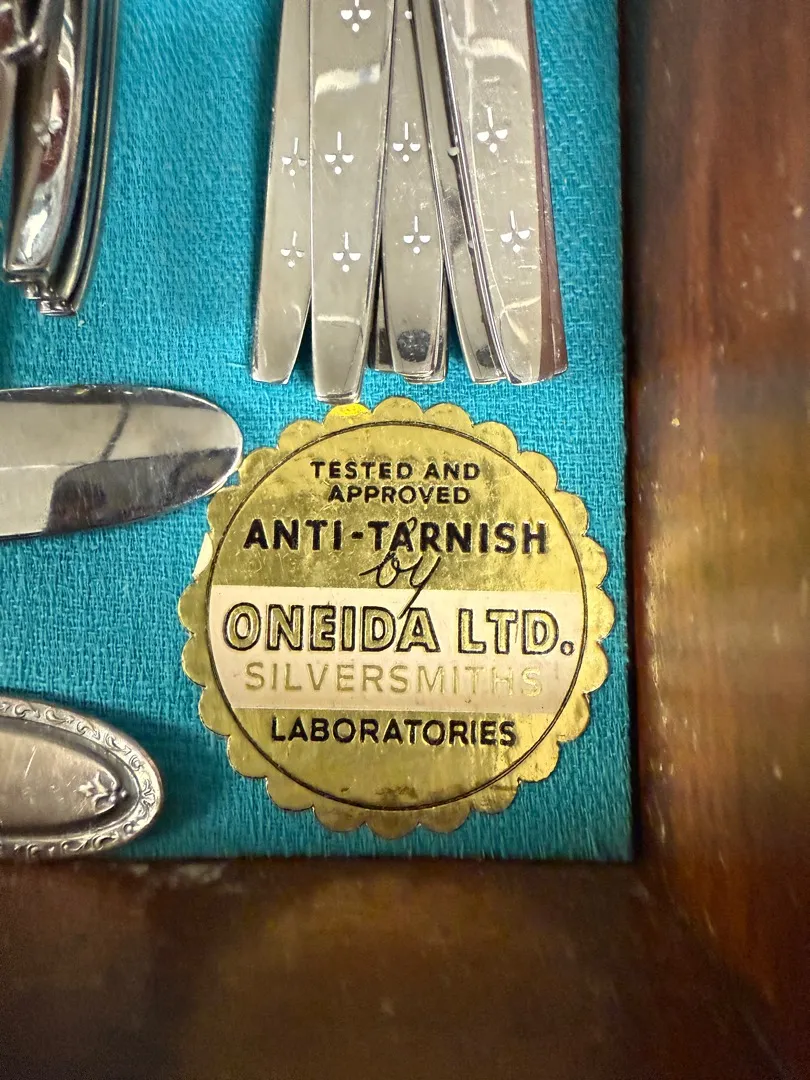 TESTED AND
APPROVED
ANTI-TARNISH
by
ONEIDA LTD.
SILVERSMITHS
LABORATORIES